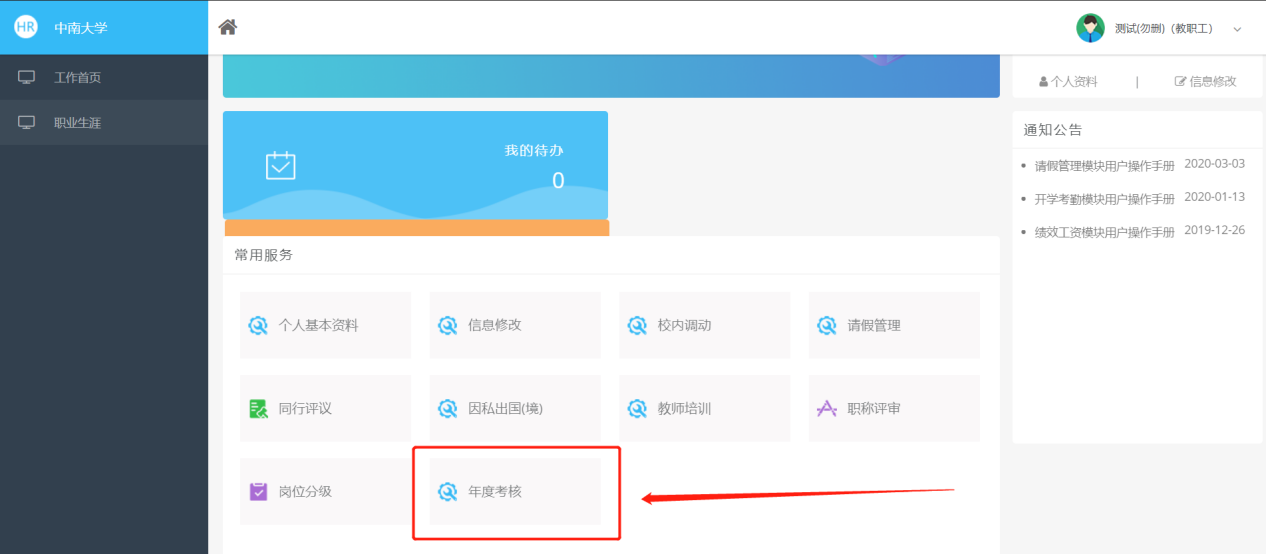 HR 中南大学
测试(勿删)（教职工）
工作首页
职业生涯
个人资料 | 信息修改
我的待办
0
通知公告
请假管理模块用户操作手册 2020-03-03
开学考勤模块用户操作手册 2020-01-13
绩效工资模块用户操作手册 2019-12-26
常用服务
个人基本资料 信息修改 校内调动 请假管理
同行评议 因私出国(境) 教师培训 职称评审
岗位分级 年度考核